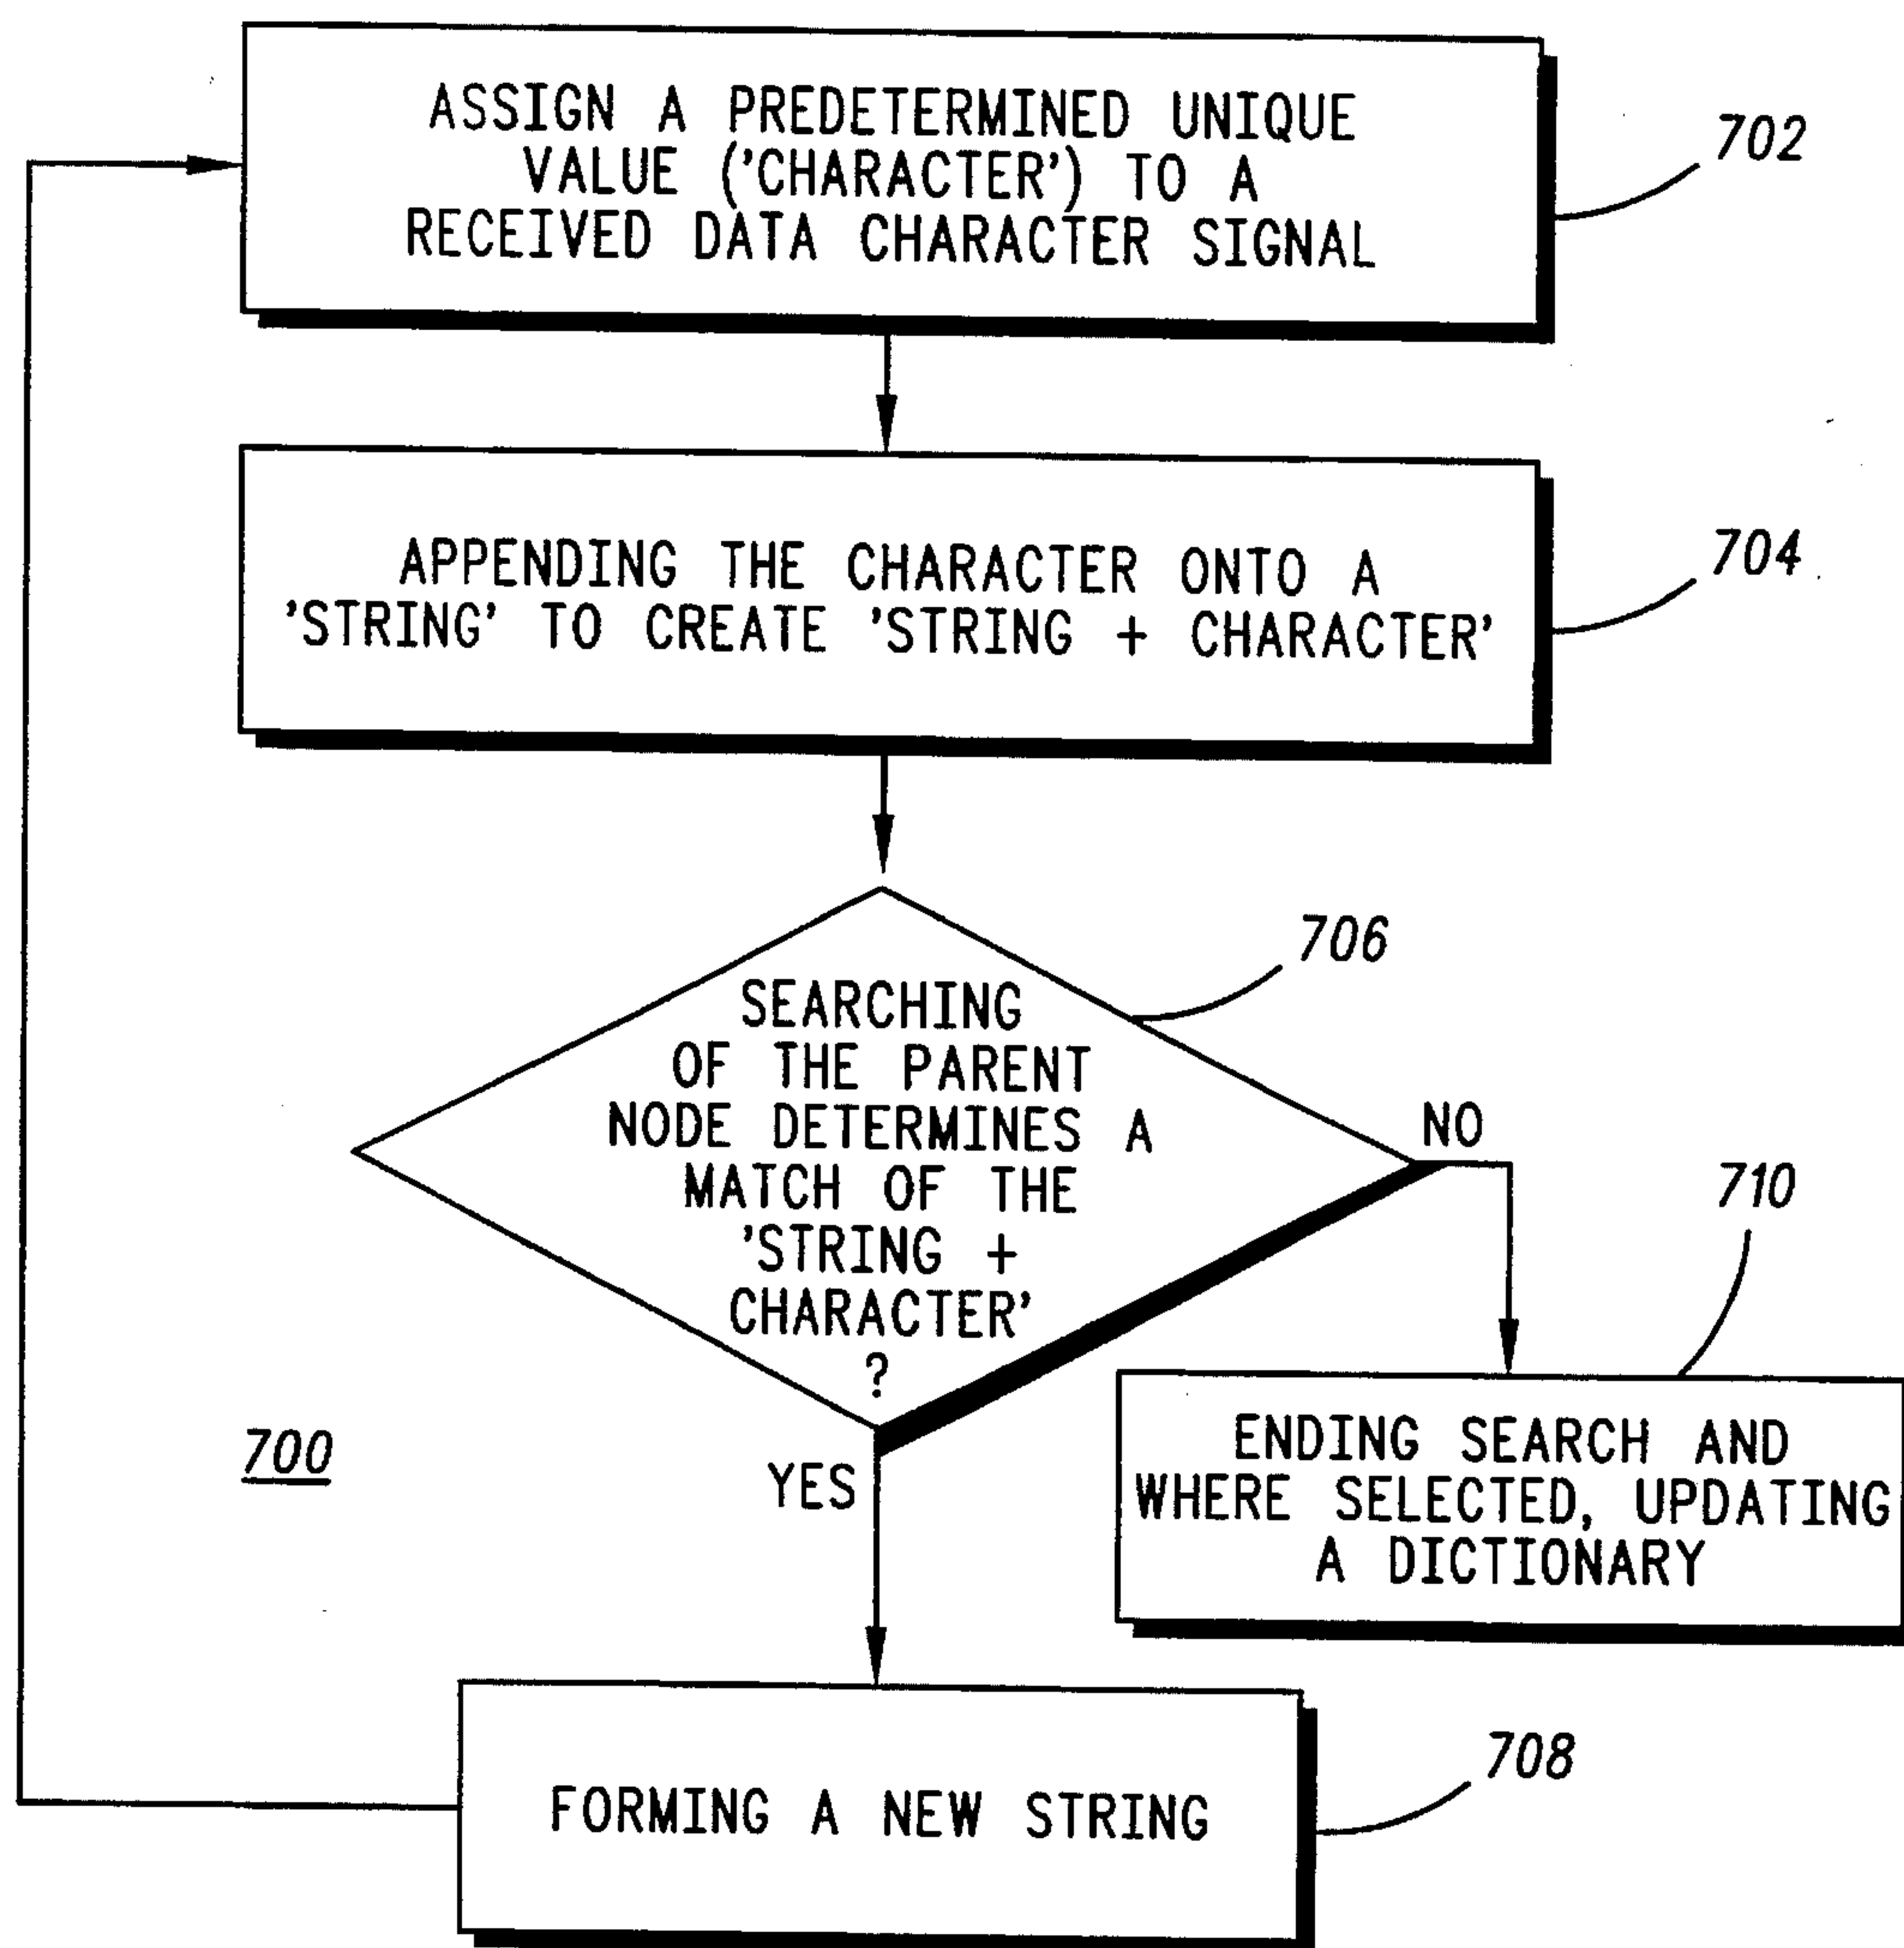 ASSIGN A PREDETERMINED UNIQUE
VALUE ('CHARACTER') TO A
RECEIVED DATA CHARACTER SIGNAL
702
APPENDING THE CHARACTER ONTO A
'STRING' TO CREATE 'STRING + CHARACTER'
704
SEARCHING
OF THE PARENT
NODE DETERMINES A
MATCH OF THE
'STRING +
CHARACTER'
?
706
NO
710
ENDING SEARCH AND
WHERE SELECTED, UPDATING
A DICTIONARY
700
YES
FORMING A NEW STRING
708